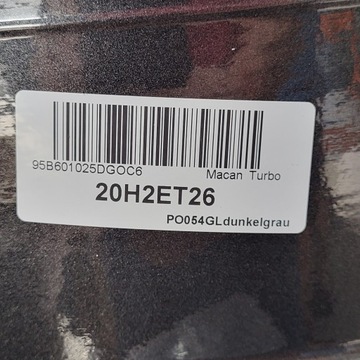 95B601025DGOC6 Macan Turbo
20H2ET26
PO054GLdunkelgrau